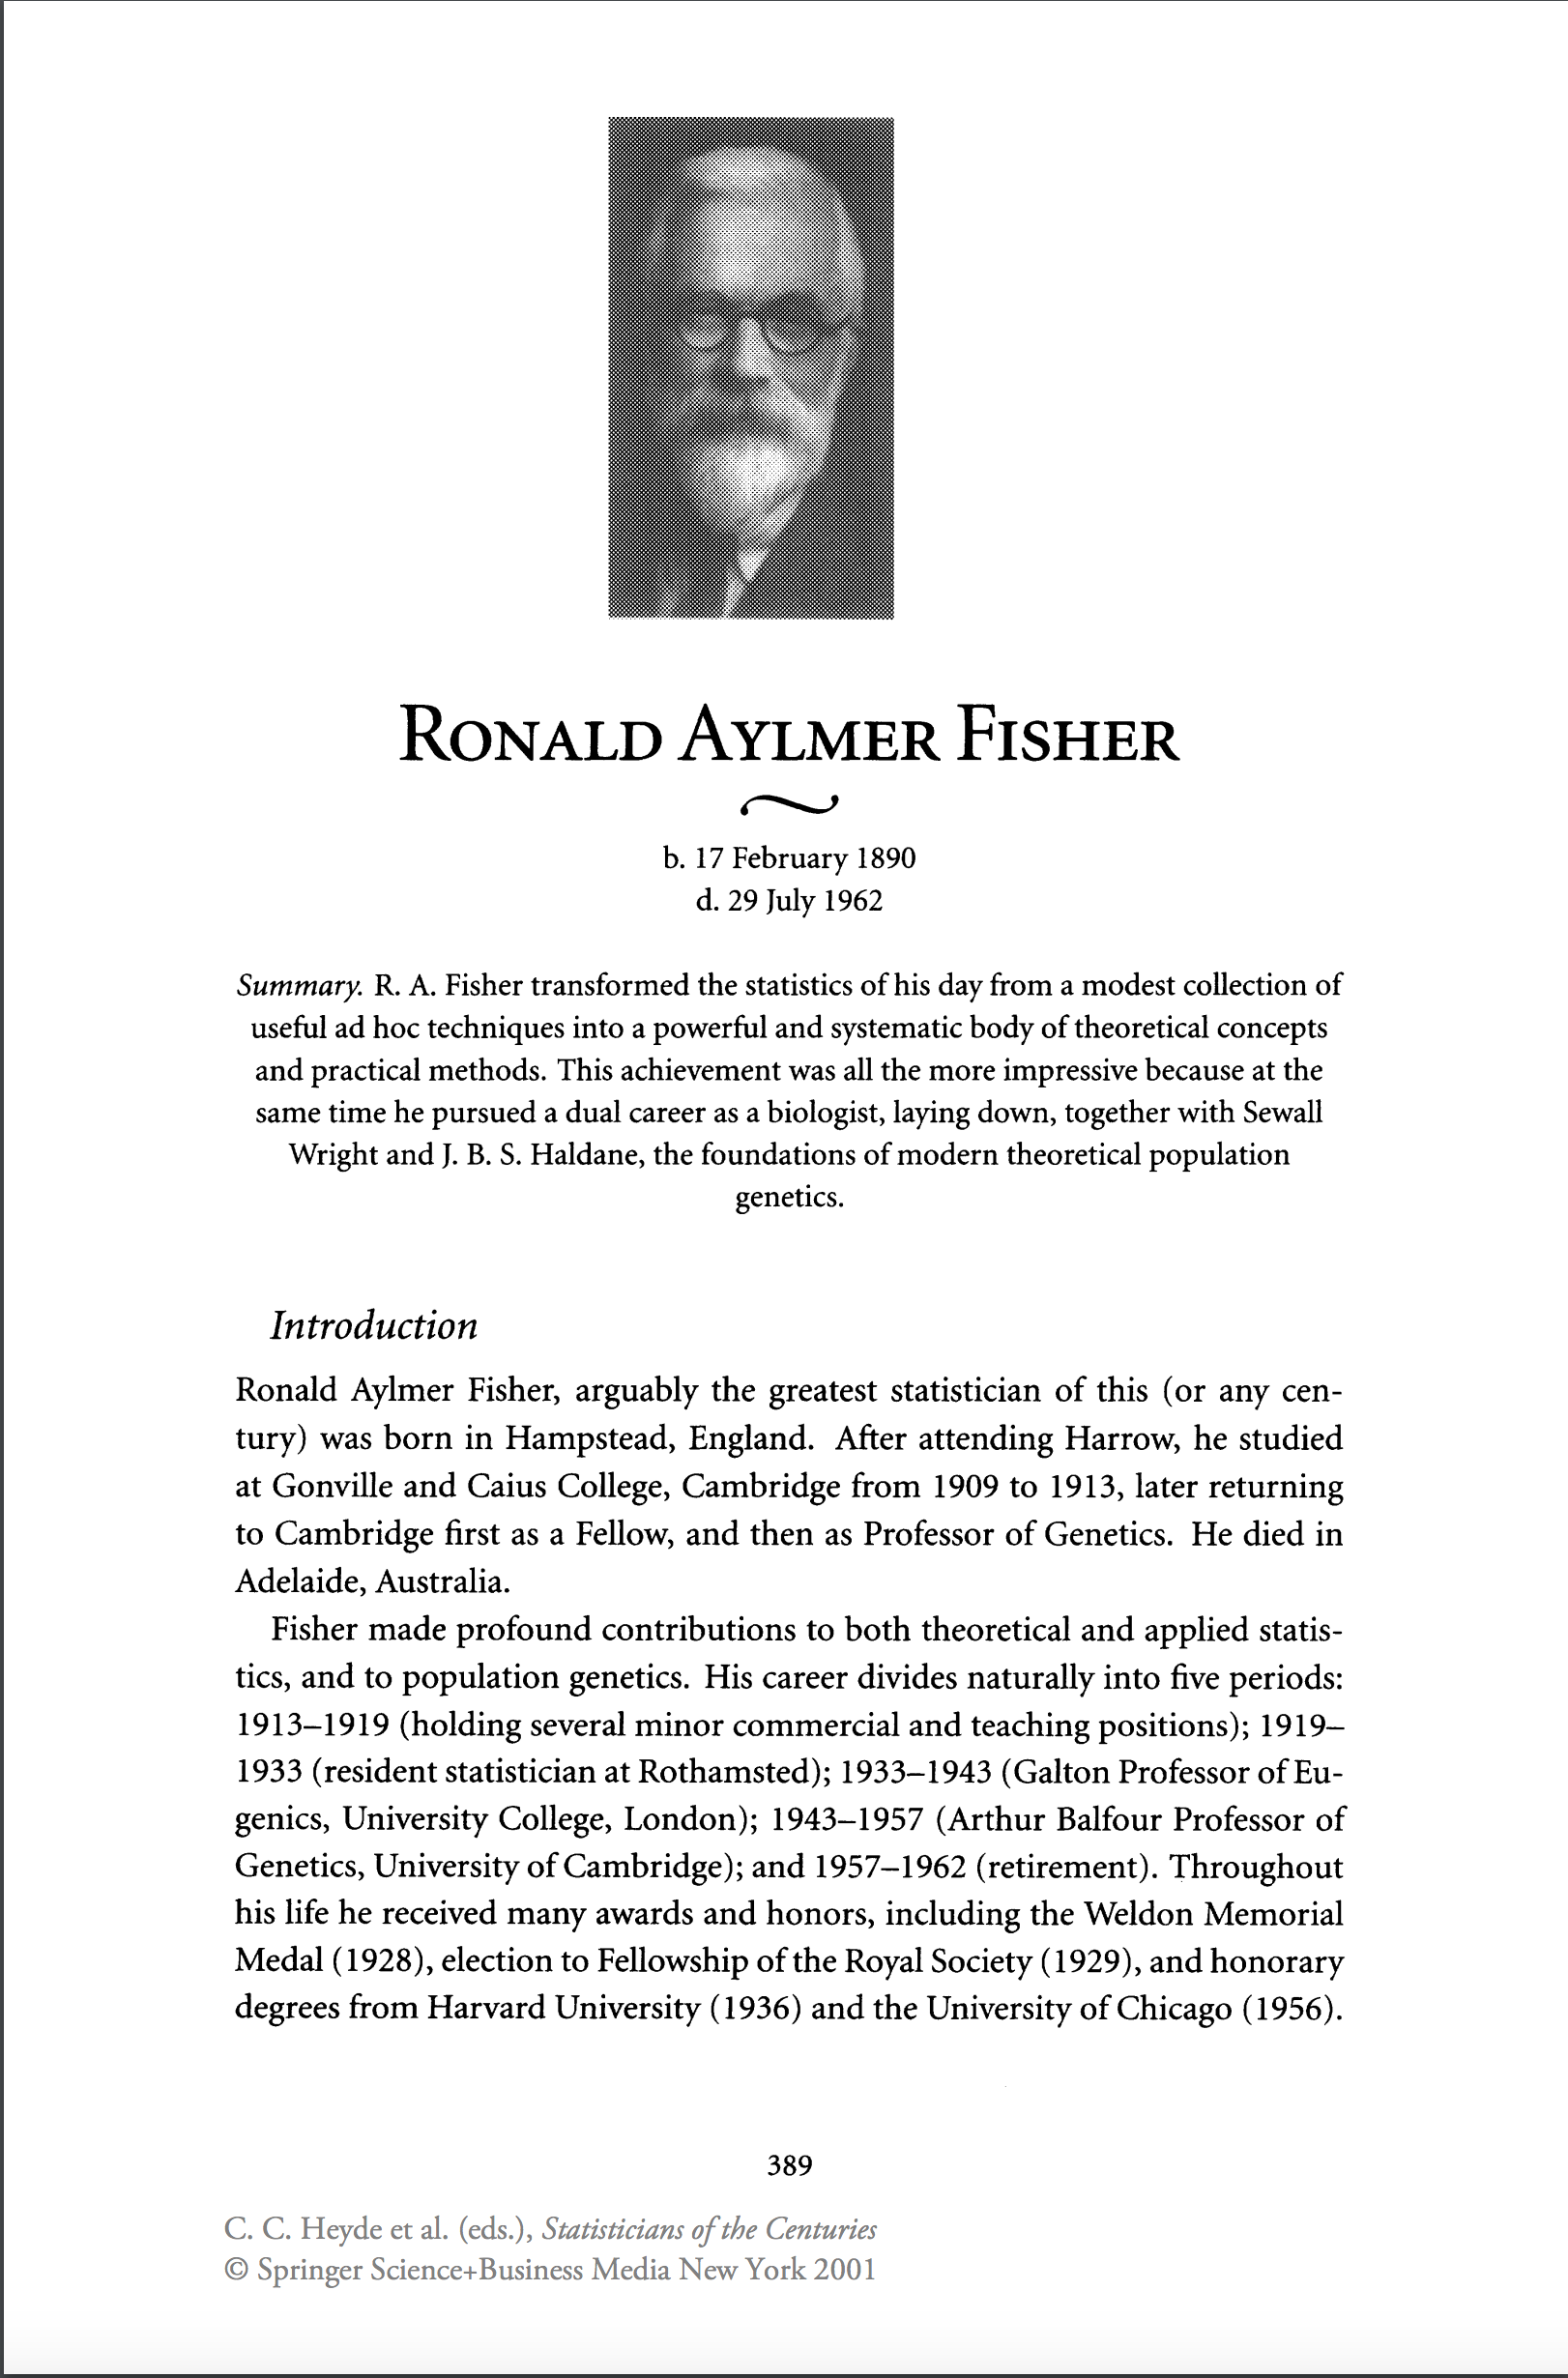 RONALD AYLMER FISHER
b. 17 February 1890
d. 29 July 1962
Summary. R. A. Fisher transformed the statistics of his day from a modest collection of
useful ad hoc techniques into a powerful and systematic body of theoretical concepts
and practical methods. This achievement was all the more impressive because at the
same time he pursued a dual career as a biologist, laying down, together with Sewall
Wright and J. B. S. Haldane, the foundations of modern theoretical population
genetics.
Introduction
Ronald Aylmer Fisher, arguably the greatest statistician of this (or any cen-
tury) was born in Hampstead, England. After attending Harrow, he studied
at Gonville and Caius College, Cambridge from 1909 to 1913, later returning
to Cambridge first as a Fellow, and then as Professor of Genetics. He died in
Adelaide, Australia.
Fisher made profound contributions to both theoretical and applied statis-
tics, and to population genetics. His career divides naturally into five periods:
1913–1919 (holding several minor commercial and teaching positions); 1919–
1933 (resident statistician at Rothamsted); 1933–1943 (Galton Professor of Eu-
genics, University College, London); 1943–1957 (Arthur Balfour Professor of
Genetics, University of Cambridge); and 1957–1962 (retirement). Throughout
his life he received many awards and honors, including the Weldon Memorial
Medal (1928), election to Fellowship of the Royal Society (1929), and honorary
degrees from Harvard University (1936) and the University of Chicago (1956).
389
C. C. Heyde et al. (eds.), Statisticians of the Centuries
© Springer Science+Business Media New York 2001